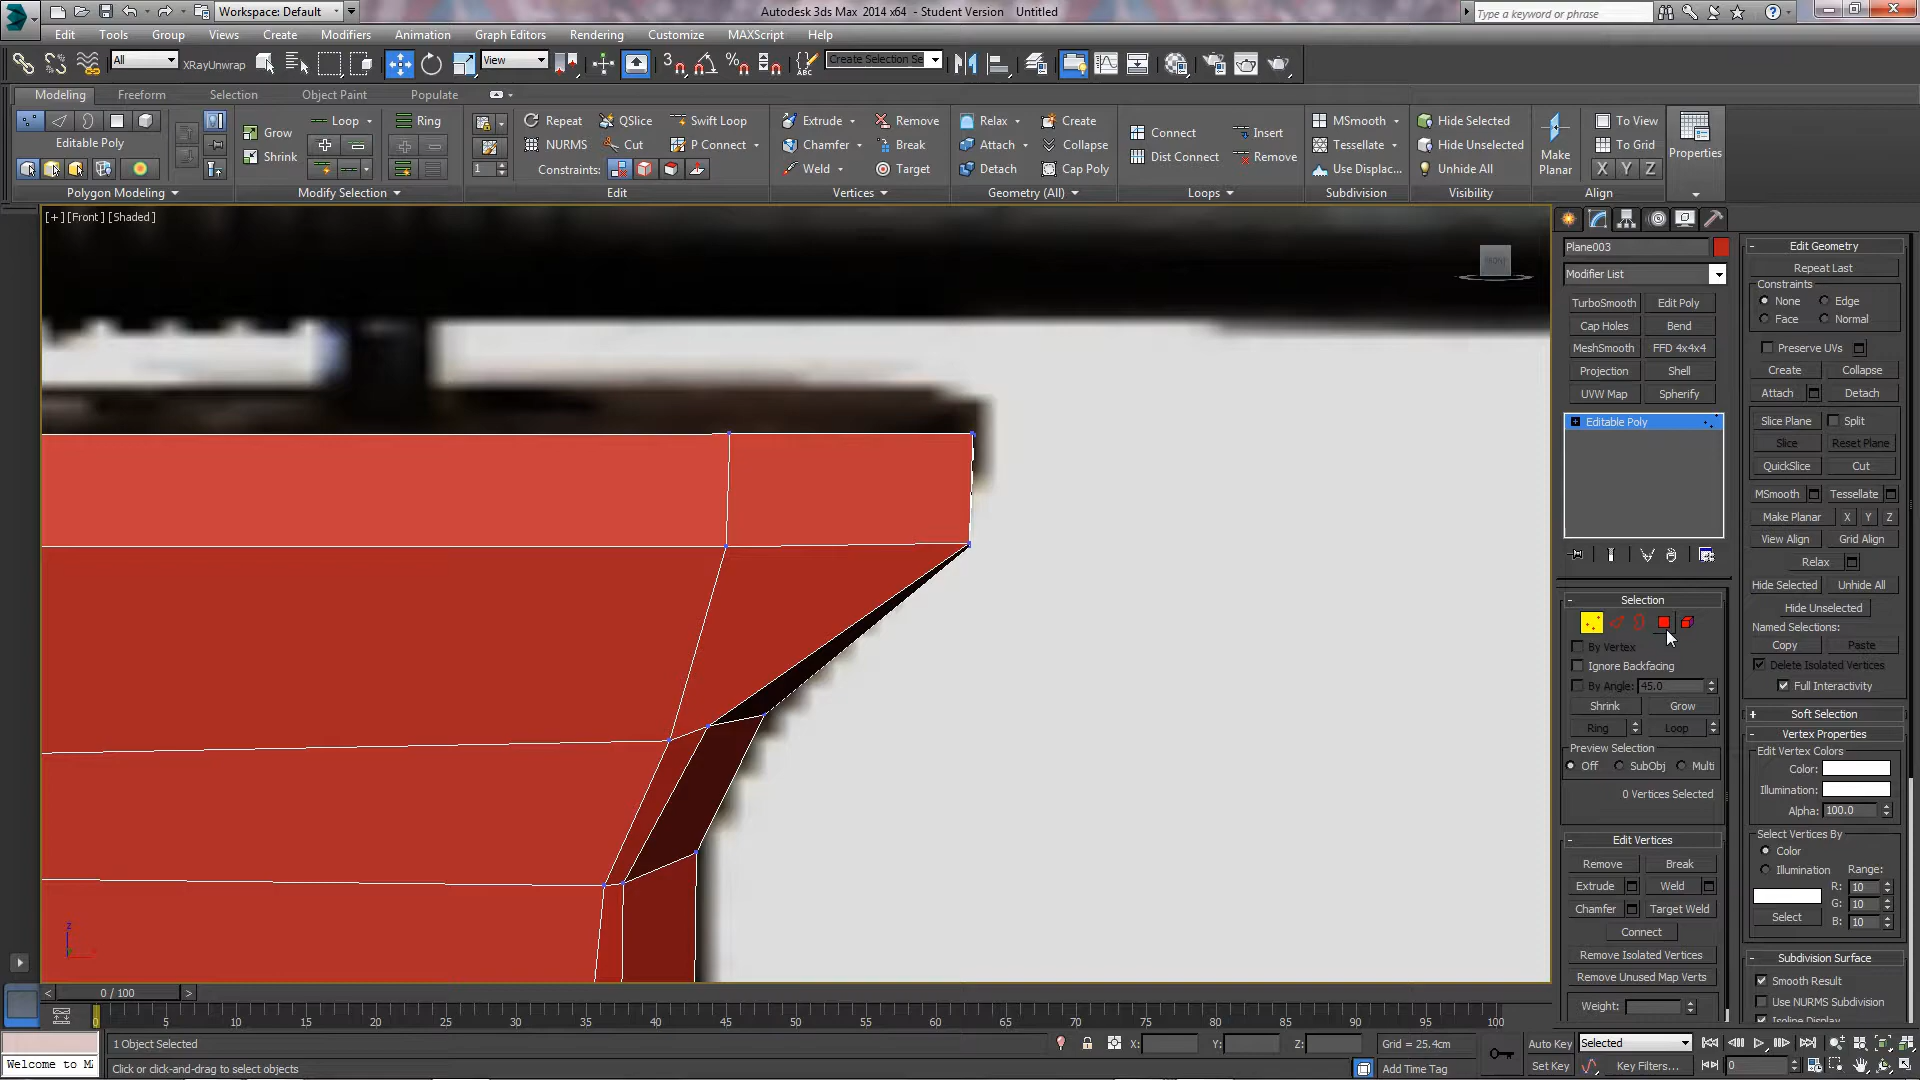 Workspace: Default
Autodesk 3ds Max 2014 x64 - Student Version Untitled
Type a keyword or phrase
Edit Tools Group Views Create Modifiers Animation Graph Editors Rendering Customize MAXScript Help
All
XRayUnwrap
View
Create Selection Se
Modeling Freeform Selection Object Paint Populate
Loop Ring
Grow
Shrink
Edit Poly
Repeat QSlice Swift Loop
NURMS Cut P Connect
1 Constraints:
Extrude Remove
Chamfer Break
Weld Target
Relax Create
Attach Collapse
Detach Cap Poly
Connect Insert
Dist Connect Remove
MSmooth
Tessellate
Use Displac...
Hide Selected
Hide Unselected
Unhide All
Make Planar
To View
To Grid
X Y Z
Properties
Polygon Modeling Modify Selection Edit Vertices Geometry (All) Loops Subdivision Visibility Align
[+] [Front] [Shaded]
FRONT
z
Plane003
Modifier List
TurboSmooth Edit Poly
Cap Holes Bend
MeshSmooth FFD 4x4x4
Projection Shell
UVW Map Spherify
Editable Poly
Selection
By Vertex
Ignore Backfacing
By Angle: 45.0
Shrink Grow
Ring Loop
Preview Selection
Off SubObj Multi
0 Vertices Selected
Edit Vertices
Remove Break
Extrude Weld
Chamfer Target Weld
Connect
Remove Isolated Vertices
Remove Unused Map Verts
Weight:
Edit Geometry
Repeat Last
Constraints
None Edge
Face Normal
Preserve UVs
Create Collapse
Attach Detach
Slice Plane Split
Slice Reset Plane
QuickSlice Cut
MSmooth Tessellate
Make Planar X Y Z
View Align Grid Align
Relax
Hide Selected Unhide All
Hide Unselected
Named Selections:
Copy Paste
Delete Isolated Vertices
Full Interactivity
Soft Selection
Vertex Properties
Edit Vertex Colors
Color:
Illumination:
Alpha: 100.0
Select Vertices By
Color
Illumination Range:
R: 10
G: 10
B: 10
Select
Subdivision Surface
Smooth Result
Use NURMS Subdivision
Isoline Display
< 0 / 100 >
0 5 10 15 20 25 30 35 40 45 50 55 60 65 70 75 80 85 90 95 100
1 Object Selected
X: Y: Z: Grid = 25.4cm
Auto Key Selected
Welcome to M
Click or click-and-drag to select objects
Add Time Tag
Set Key Key Filters... 0